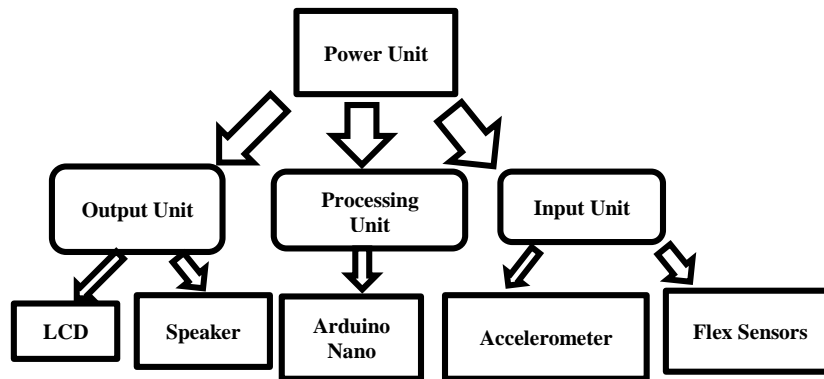 Power Unit
Output Unit
Processing
Unit
Input Unit
LCD
Speaker
Arduino
Nano
Accelerometer
Flex Sensors